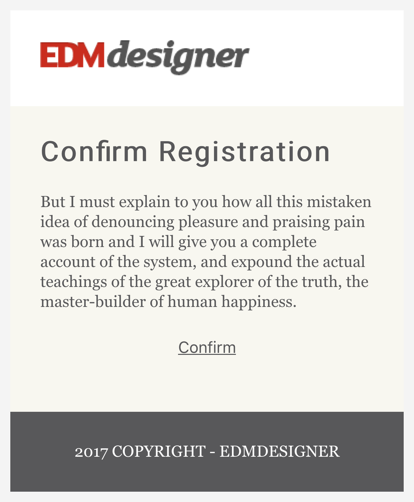 EDMdesigner
Confirm Registration
But I must explain to you how all this mistaken
idea of denouncing pleasure and praising pain
was born and I will give you a complete
account of the system, and expound the actual
teachings of the great explorer of the truth, the
master-builder of human happiness.
Confirm
2017 COPYRIGHT - EDMDESIGNER